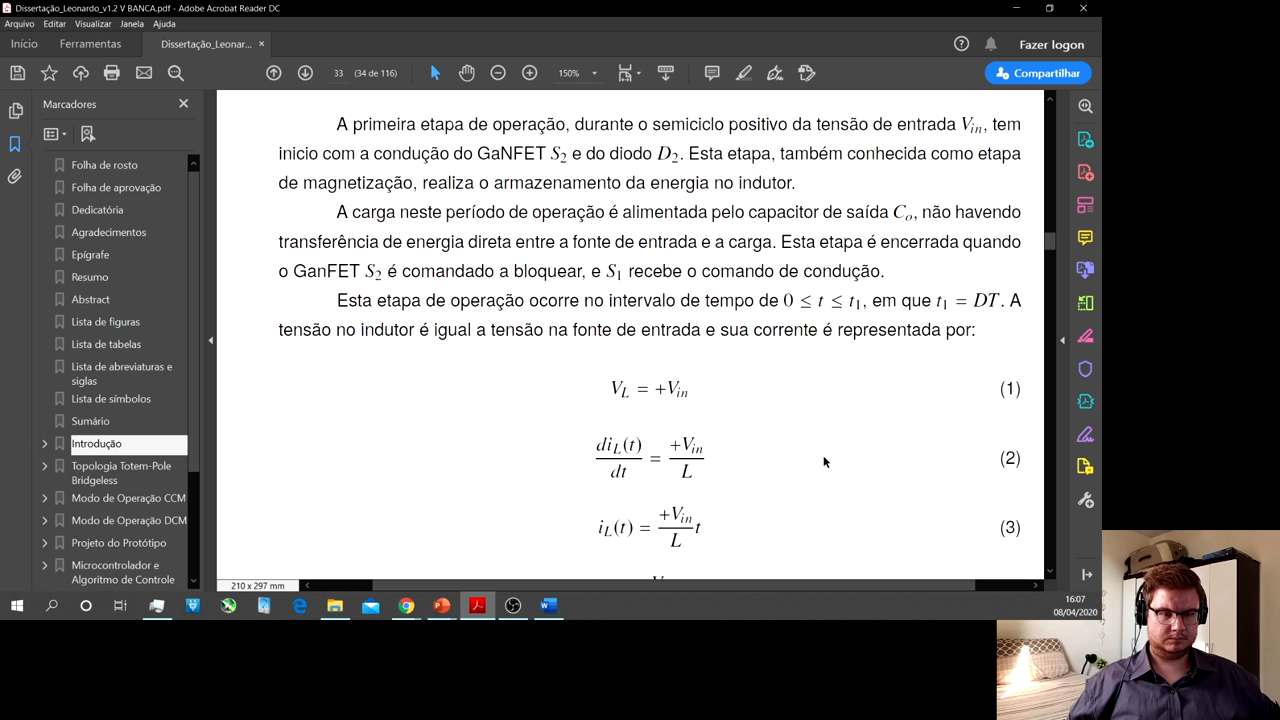 Dissertação_Leonardo_v1.2 V BANCA.pdf - Adobe Acrobat Reader DC
Arquivo Editar Visualizar Janela Ajuda
Início Ferramentas Dissertação_Leonar... × Fazer logon
33 (34 de 116) 150% Compartilhar
Marcadores
Folha de rosto
Folha de aprovação
Dedicatória
Agradecimentos
Epígrafe
Resumo
Abstract
Lista de figuras
Lista de tabelas
Lista de abreviaturas e
siglas
Lista de símbolos
Sumário
Introdução
Topologia Totem-Pole
Bridgeless
Modo de Operação CCM
Modo de Operação DCM
Projeto do Protótipo
Microcontrolador e
Algoritmo de Controle
A primeira etapa de operação, durante o semiciclo positivo da tensão de entrada V_in, tem
inicio com a condução do GaNFET S_2 e do diodo D_2. Esta etapa, também conhecida como etapa
de magnetização, realiza o armazenamento da energia no indutor.
A carga neste período de operação é alimentada pelo capacitor de saída C_o, não havendo
transferência de energia direta entre a fonte de entrada e a carga. Esta etapa é encerrada quando
o GanFET S_2 é comandado a bloquear, e S_1 recebe o comando de condução.
Esta etapa de operação ocorre no intervalo de tempo de 0 ≤ t ≤ t_1, em que t_1 = DT. A
tensão no indutor é igual a tensão na fonte de entrada e sua corrente é representada por:
V_L = +V_in (1)
di_L(t)/dt = +V_in/L (2)
i_L(t) = +V_in/L t (3)
210 x 297 mm
16:07
08/04/2020